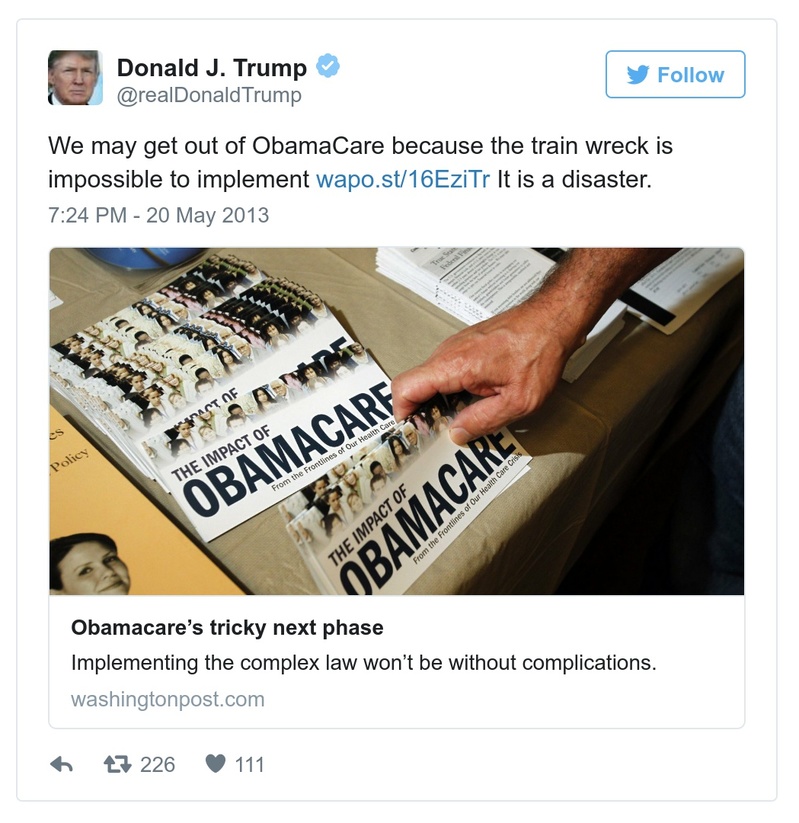 Donald J. Trump
@realDonaldTrump
Follow
We may get out of ObamaCare because the train wreck is
impossible to implement wapo.st/16EziTr It is a disaster.
7:24 PM - 20 May 2013
THE IMPACT OF
OBAMACARE
From the Frontlines of Our Health Care
THE IMPACT OF
OBAMACARE
From the Frontlines of Our Health Care Crisis
Policy
Obamacare’s tricky next phase
Implementing the complex law won’t be without complications.
washingtonpost.com
226
111